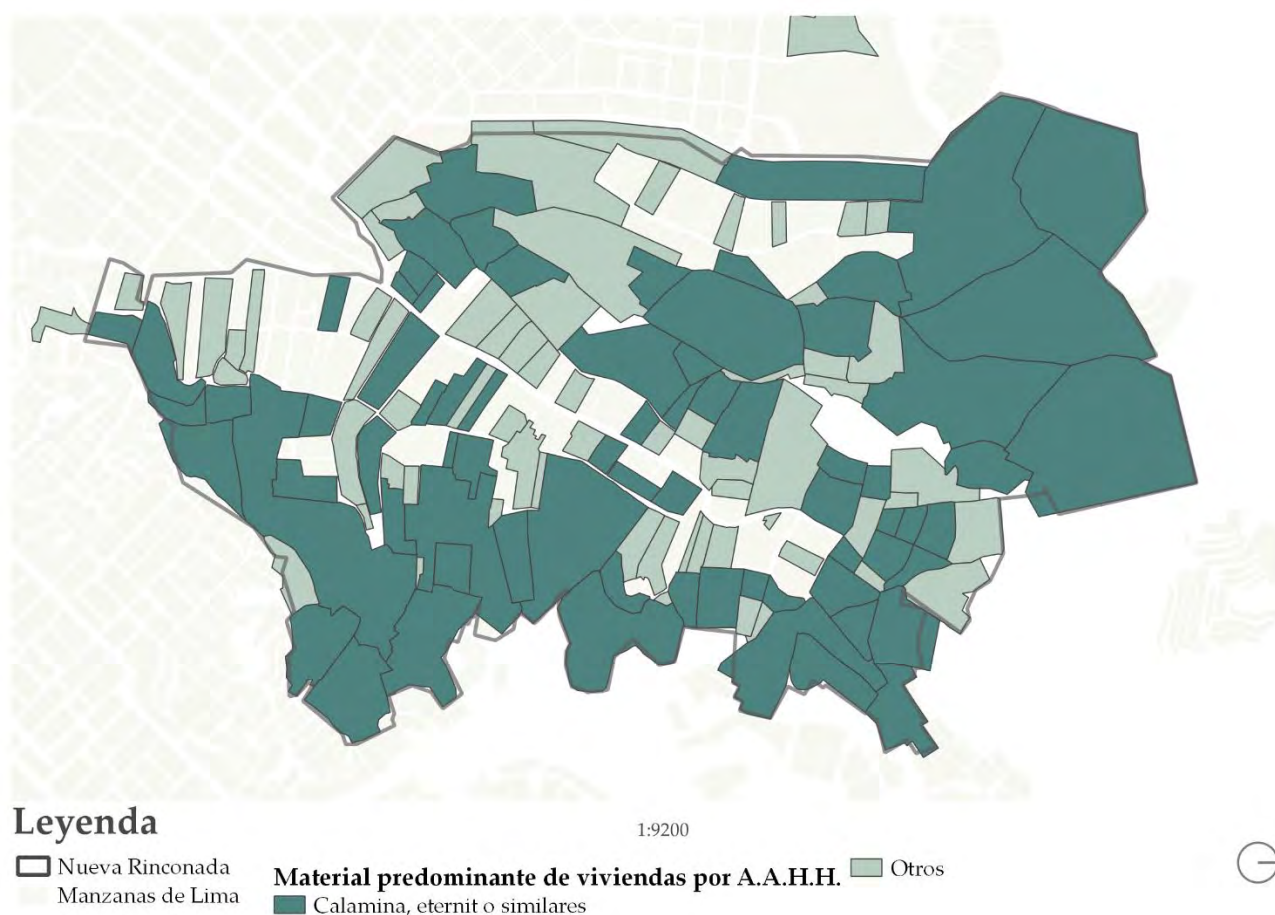 Leyenda
1:9200
Nueva Rinconada
Manzanas de Lima
Material predominante de viviendas por A.A.H.H.
Calamina, eternit o similares
Otros